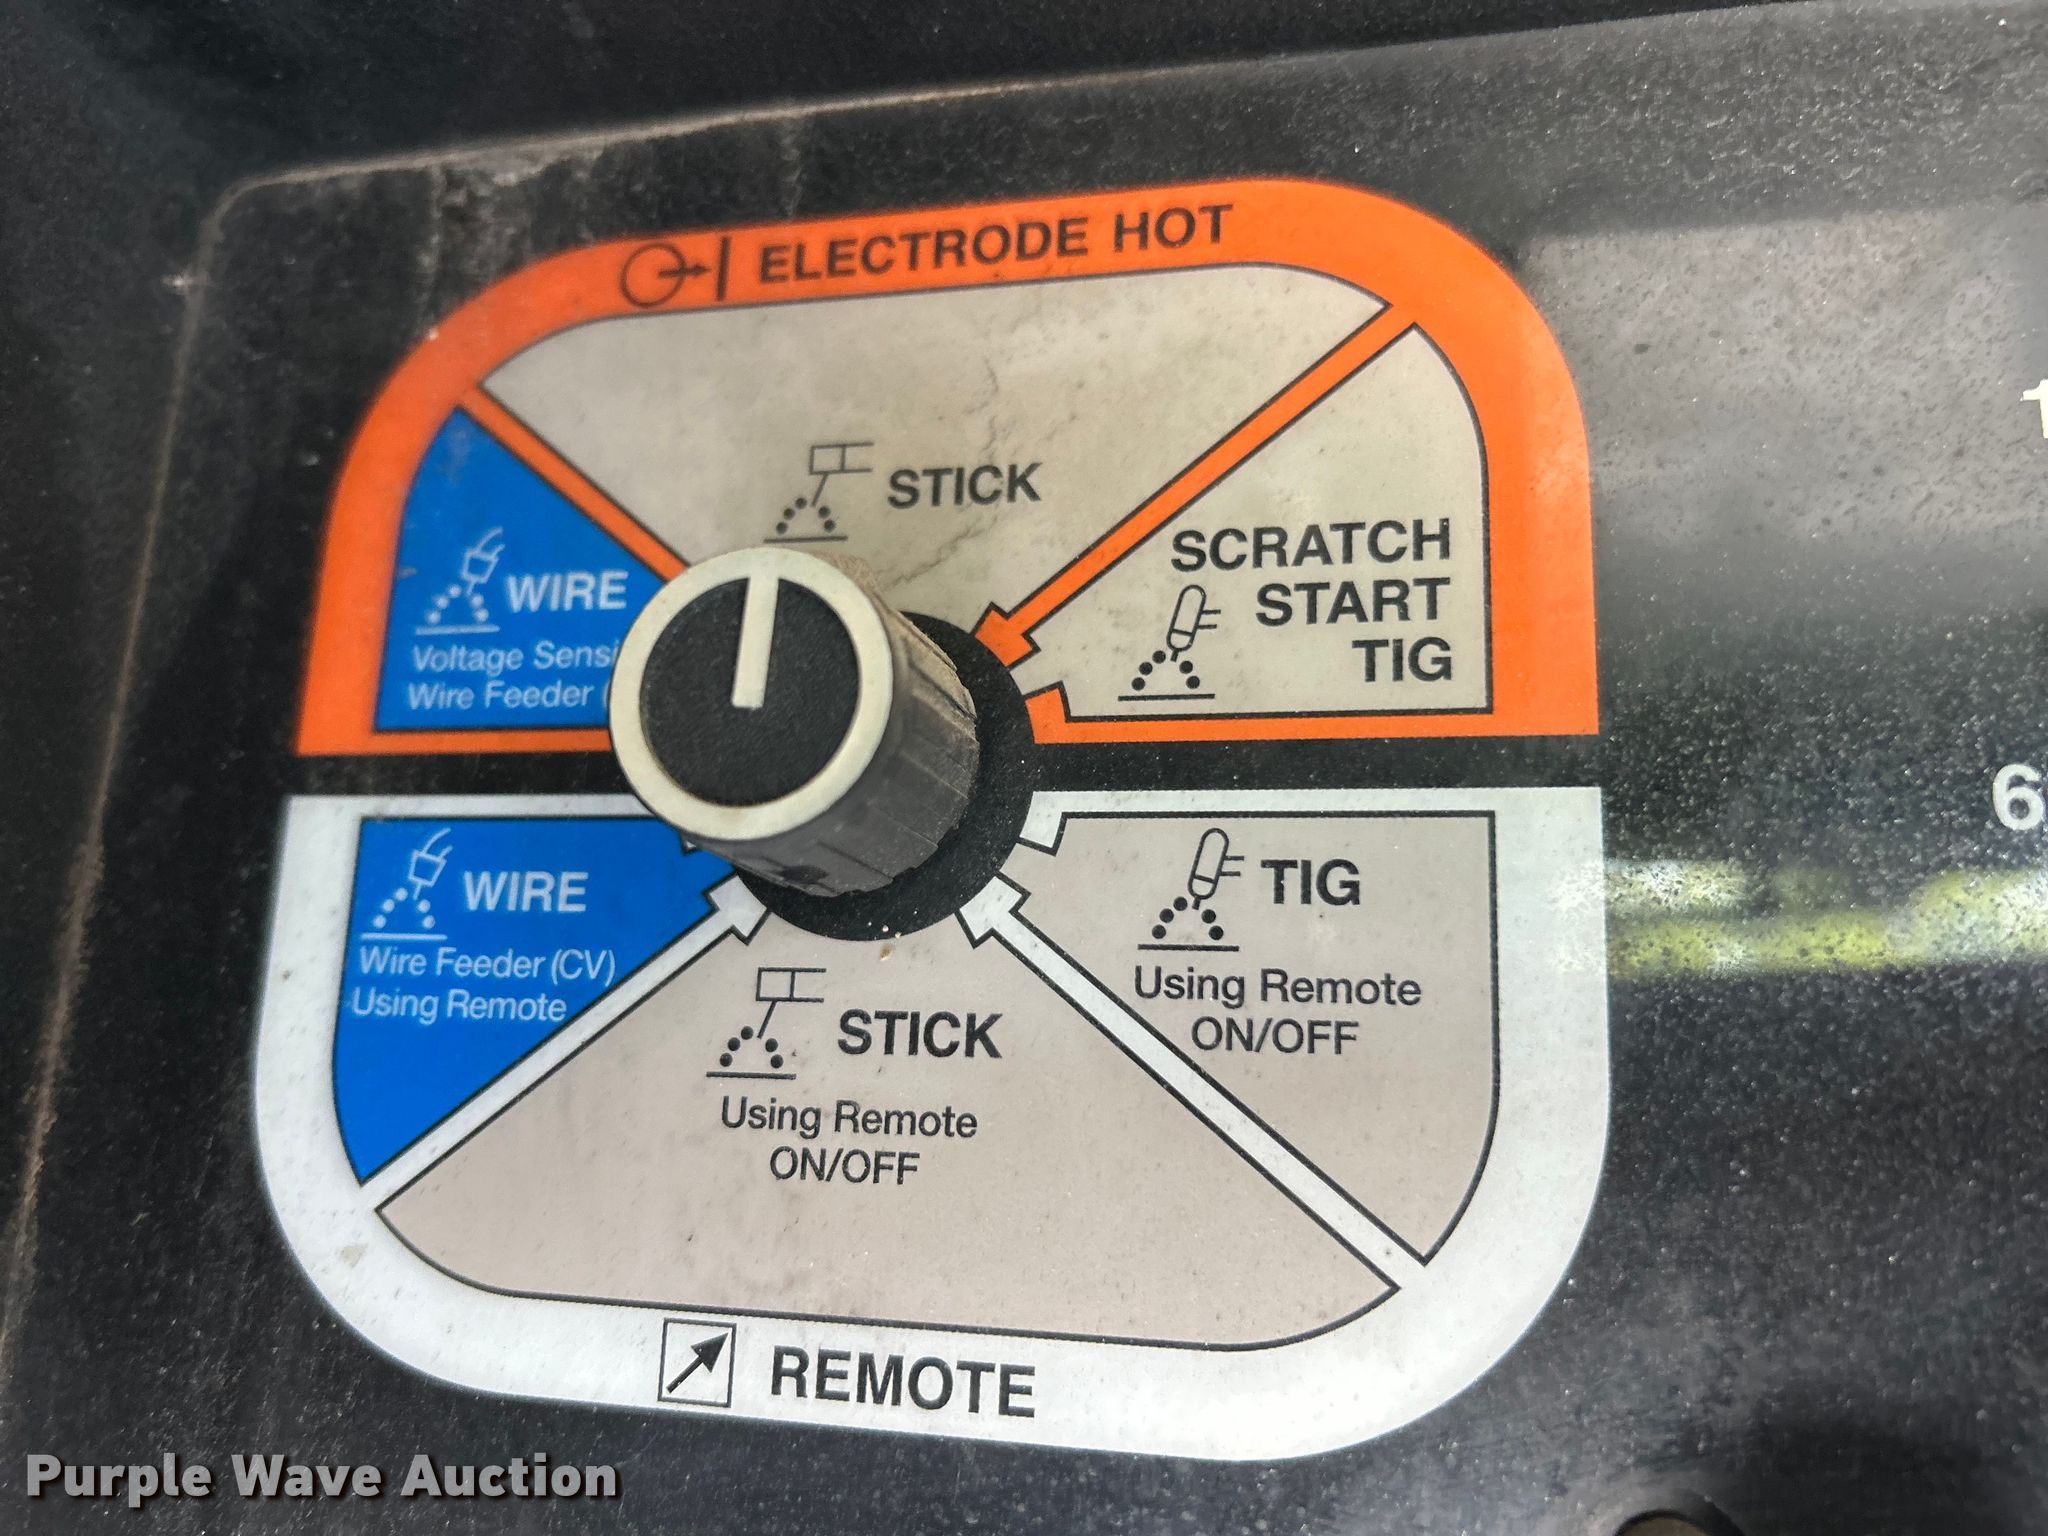 ELECTRODE HOT
STICK
SCRATCH
START
TIG
WIRE
Voltage
Wire Feeder
6
WIRE
Wire Feeder (CV)
Using Remote
TIG
Using Remote
ON/OFF
STICK
Using Remote
ON/OFF
REMOTE
Purple Wave Auction